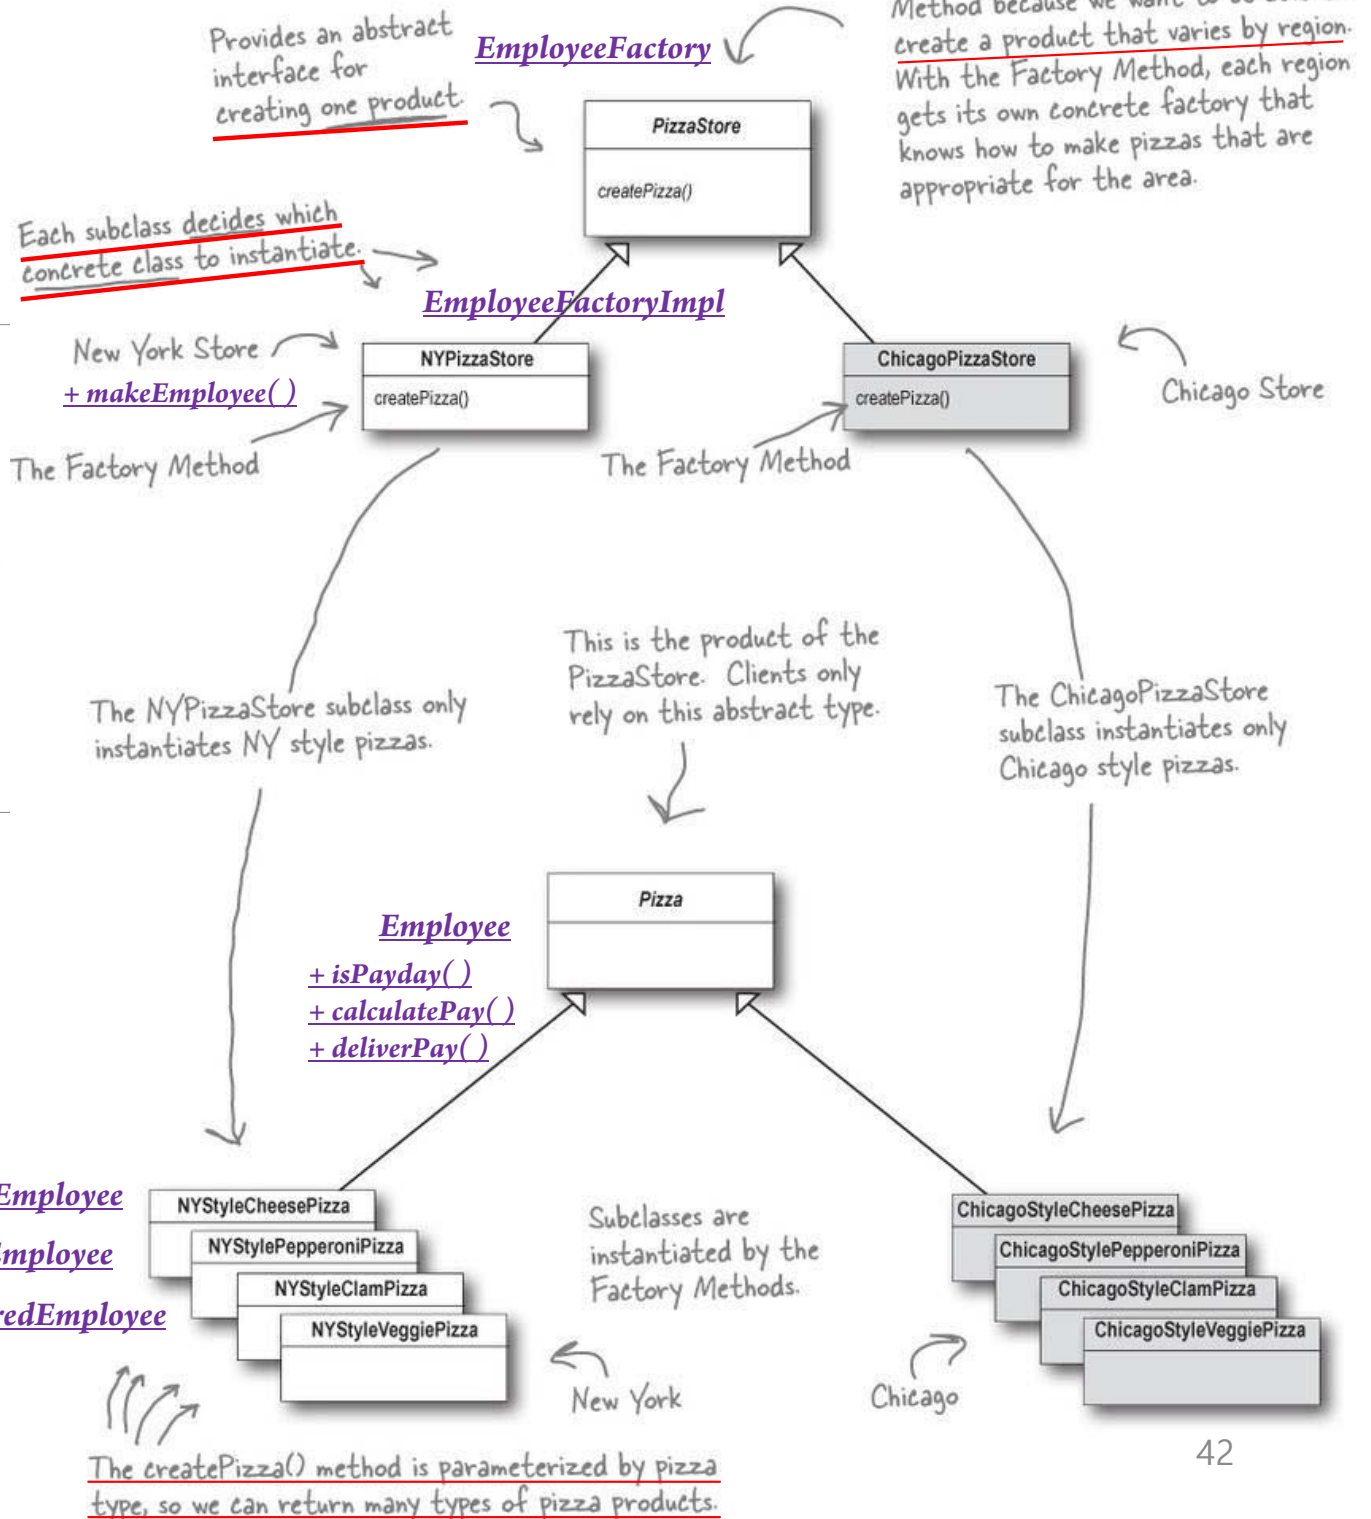 Method because we want to be
create a product that varies by region.
With the Factory Method, each region
gets its own concrete factory that
knows how to make pizzas that are
appropriate for the area.
Provides an abstract
interface for
creating one product.
EmployeeFactory
PizzaStore
createPizza()
Each subclass decides which
concrete class to instantiate.
EmployeeFactoryImpl
New York Store
+ makeEmployee( )
NYPizzaStore
createPizza()
ChicagoPizzaStore
createPizza()
Chicago Store
The Factory Method
The Factory Method
The NYPizzaStore subclass only
instantiates NY style pizzas.
This is the product of the
PizzaStore. Clients only
rely on this abstract type.
The ChicagoPizzaStore
subclass instantiates only
Chicago style pizzas.
Pizza
Employee
+ isPayday( )
+ calculatePay( )
+ deliverPay( )
Employee
Employee
redEmployee
NYStyleCheesePizza
NYStylePepperoniPizza
NYStyleClamPizza
NYStyleVeggiePizza
Subclasses are
instantiated by the
Factory Methods.
ChicagoStyleCheesePizza
ChicagoStylePepperoniPizza
ChicagoStyleClamPizza
ChicagoStyleVeggiePizza
New York
Chicago
The createPizza() method is parameterized by pizza
type, so we can return many types of pizza products.
42